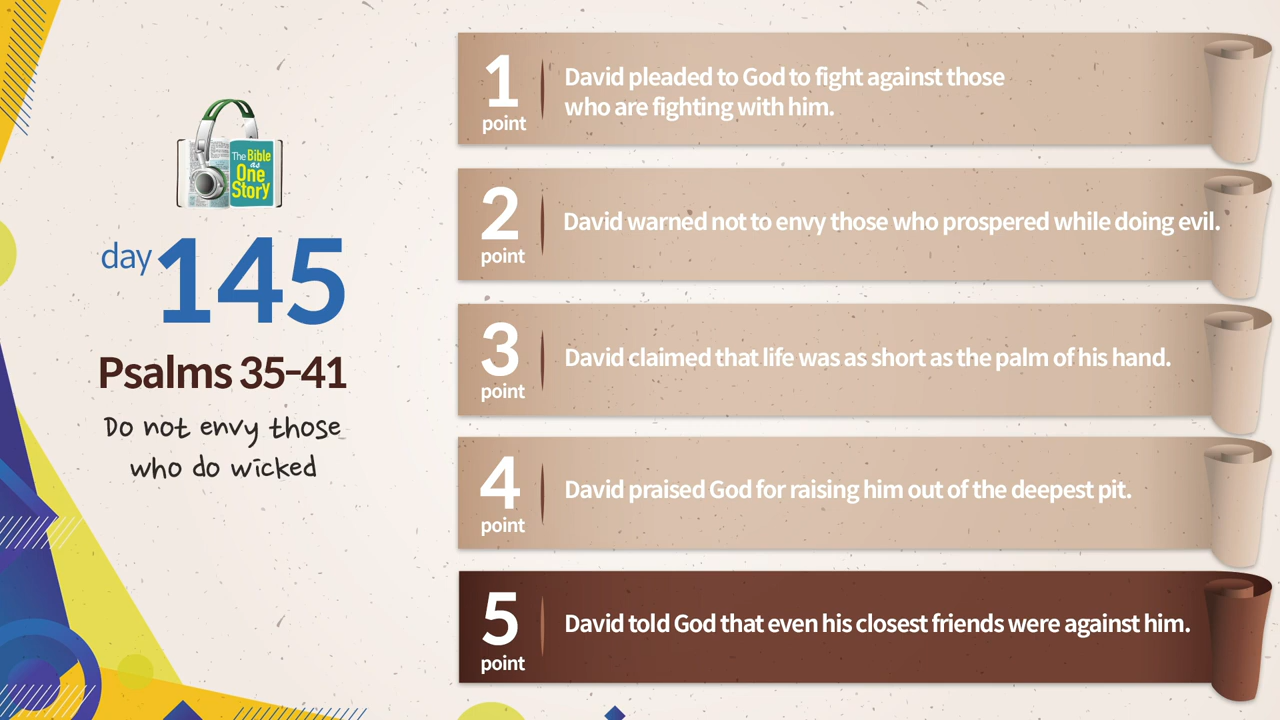 The Bible
as
One
Story
day 145
Psalms 35-41
Do not envy those
who do wicked
1
point
David pleaded to God to fight against those
who are fighting with him.
2
point
David warned not to envy those who prospered while doing evil.
3
point
David claimed that life was as short as the palm of his hand.
4
point
David praised God for raising him out of the deepest pit.
5
point
David told God that even his closest friends were against him.